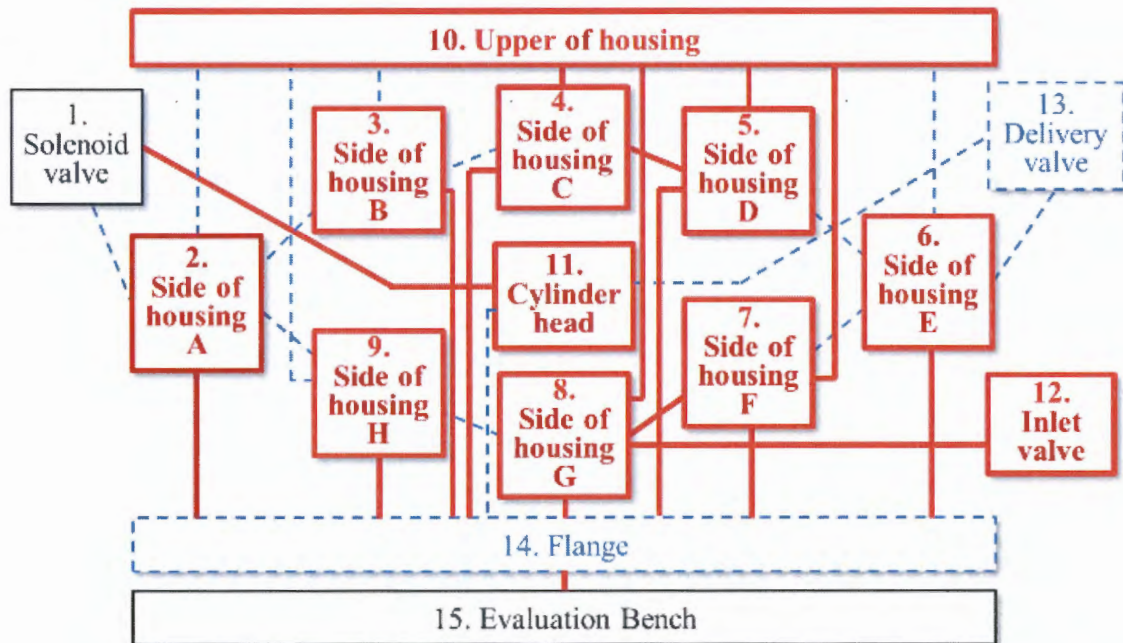 10. Upper of housing
1.
Solenoid
valve
2.
Side of
housing
A
3.
Side of
housing
B
4.
Side of
housing
C
5.
Side of
housing
D
6.
Side of
housing
E
7.
Side of
housing
F
8.
Side of
housing
G
9.
Side of
housing
H
11.
Cylinder
head
12.
Inlet
valve
13.
Delivery
valve
14. Flange
15. Evaluation Bench